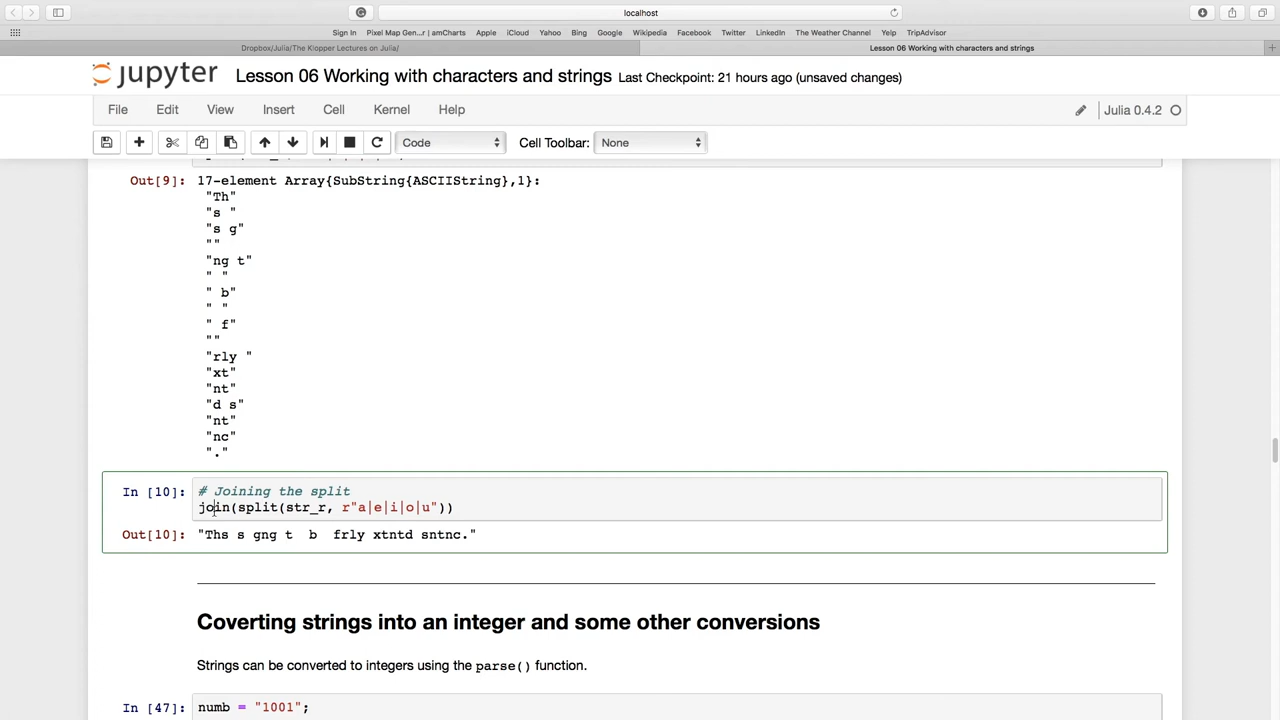 localhost
Sign In Pixel Map Gen...r | amCharts Apple iCloud Yahoo Bing Google Wikipedia Facebook Twitter LinkedIn The Weather Channel Yelp TripAdvisor
Dropbox/Julia/The Klopper Lectures on Julia/ Lesson 06 Working with characters and strings
jupyter Lesson 06 Working with characters and strings Last Checkpoint: 21 hours ago (unsaved changes)
File Edit View Insert Cell Kernel Help Julia 0.4.2
Code Cell Toolbar: None
Out[9]: 17-element Array{SubString{ASCIIString},1}:
"Th"
"s "
"s g"
""
"ng t"
" "
" b"
" "
" f"
""
"rly "
"xt"
"nt"
"d s"
"nt"
"nc"
"."
In [10]: # Joining the split
join(split(str_r, r"a|e|i|o|u"))
Out[10]: "Ths s gng t  b  frly xtntd sntnc."
Coverting strings into an integer and some other conversions
Strings can be converted to integers using the parse() function.
In [47]: numb = "1001";